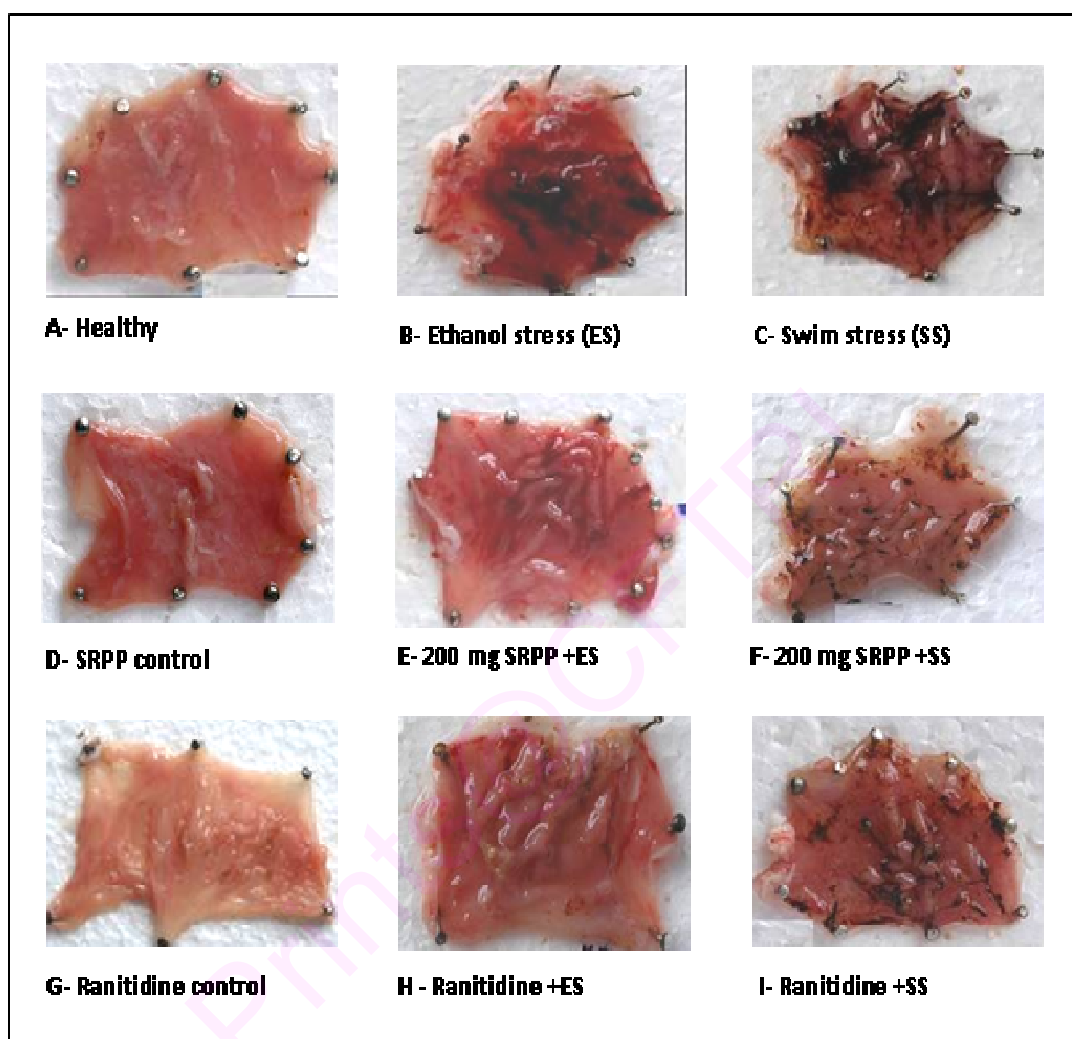 A- Healthy
B- Ethanol stress (ES)
C- Swim stress (SS)
D- SRPP control
E- 200 mg SRPP +ES
F- 200 mg SRPP +SS
G- Ranitidine control
H - Ranitidine +ES
I- Ranitidine +SS